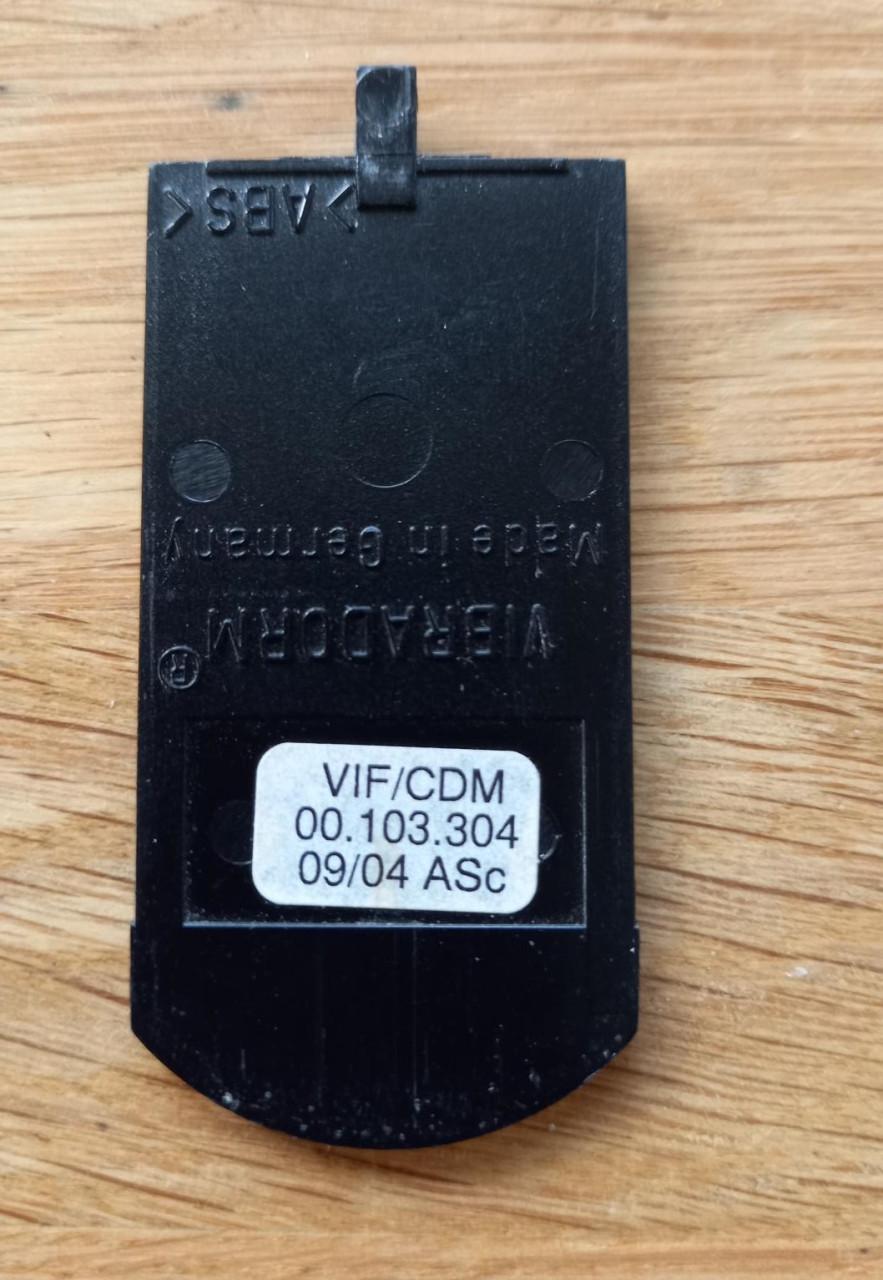 >ABS<
Made in Germany
VIBRADORM®
VIF/CDM
00.103.304
09/04 ASc